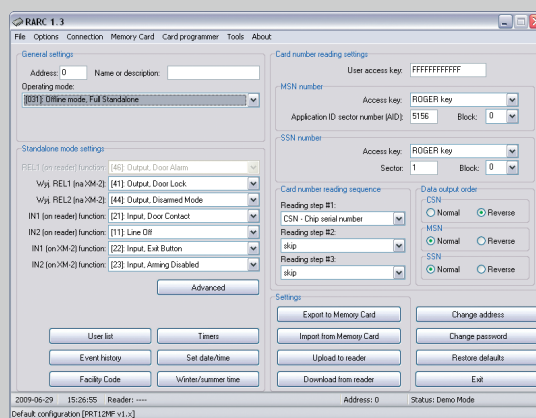 RARC 1.3
File Options Connection Memory Card Card programmer Tools About
General settings
Address: 0 Name or description:
Operating mode:
[031]: Offline mode, Full Standalone
Standalone mode settings
REL1 (on reader) function: [46]: Output, Door Alarm
Wyj. REL1 (na XM-2): [41]: Output, Door Lock
Wyj. REL2 (na XM-2): [44]: Output, Disarmed Mode
IN1 (on reader) function: [21]: Input, Door Contact
IN2 (on reader) function: [11]: Line Off
IN1 (on XM-2) function: [22]: Input, Exit Button
IN2 (on XM-2) function: [23]: Input, Arming Disabled
Advanced
User list Timers
Event history Set date/time
Facility Code Winter/summer time
Card number reading settings
User access key: FFFFFFFFFFFF
MSN number
Access key: ROGER key
Application ID sector number (AID): 5156 Block: 0
SSN number
Access key: ROGER key
Sector: 1 Block: 0
Card number reading sequence
Reading step #1:
CSN - Chip serial number
Reading step #2:
skip
Reading step #3:
skip
Data output order
CSN
Normal Reverse
MSN
Normal Reverse
SSN
Normal Reverse
Settings
Export to Memory Card Change address
Import from Memory Card Change password
Upload to reader Restore defaults
Download from reader Exit
2009-06-29 15:26:55 Reader: ---- Address: 0 Status: Demo Mode
Default configuration [PRT12MF v1.x]